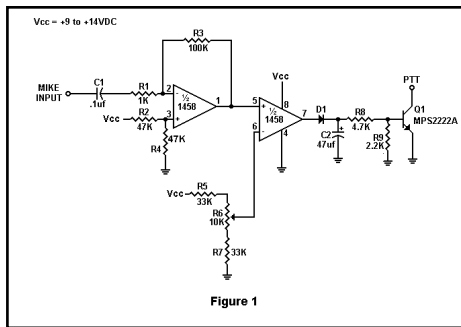 Vcc = +9 to +14VDC
R3
100K
MIKE
INPUT
C1
.1uf
R1
1K
2
-
½
1458
1
3
+
Vcc
R2
47K
R4
47K
Vcc
5
+
½
1458
8
7
6
-
4
D1
C2
47uf
R8
4.7K
R9
2.2K
PTT
Q1
MPS2222A
Vcc
R5
33K
R6
10K
R7
33K
Figure 1